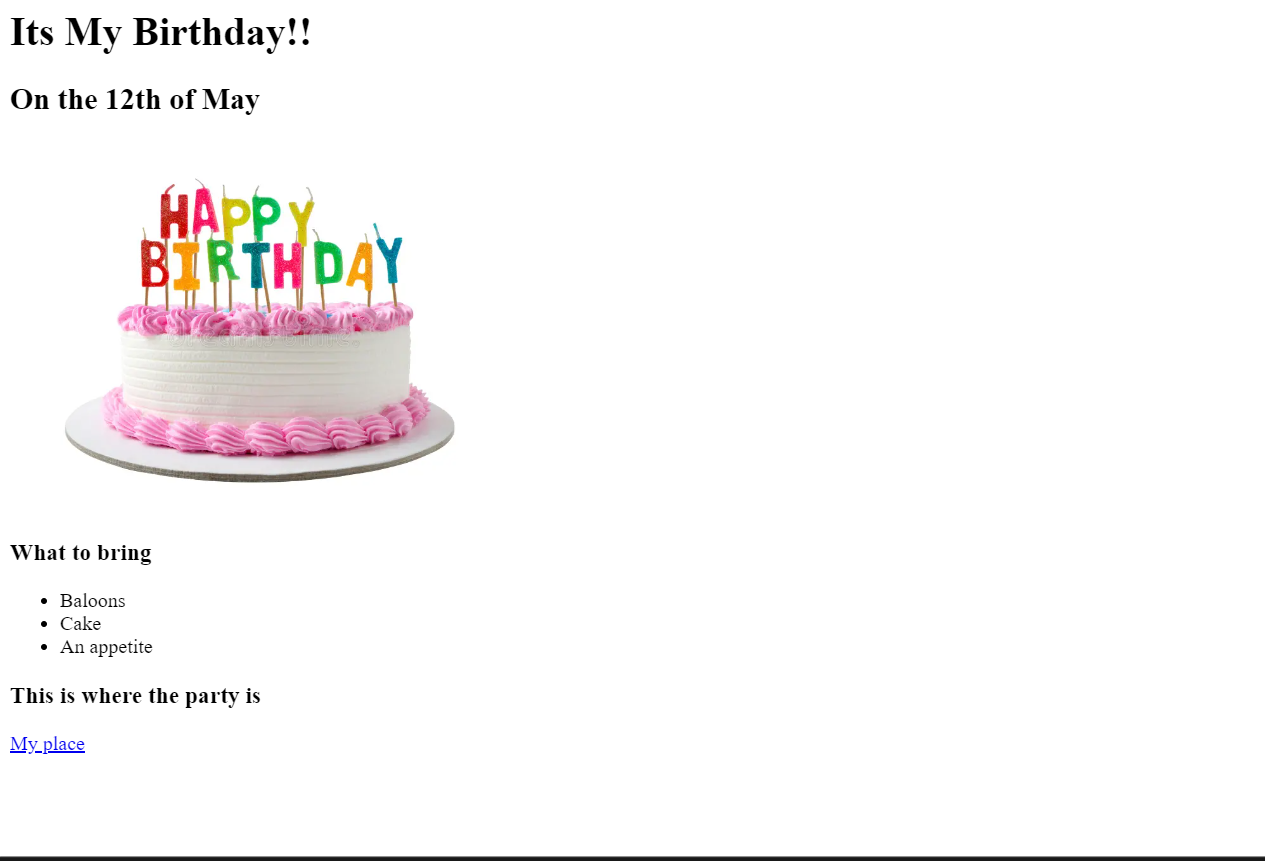 Its My Birthday!!
On the 12th of May
HAPPY
BIRTHDAY
What to bring
Baloons
Cake
An appetite
This is where the party is
My place